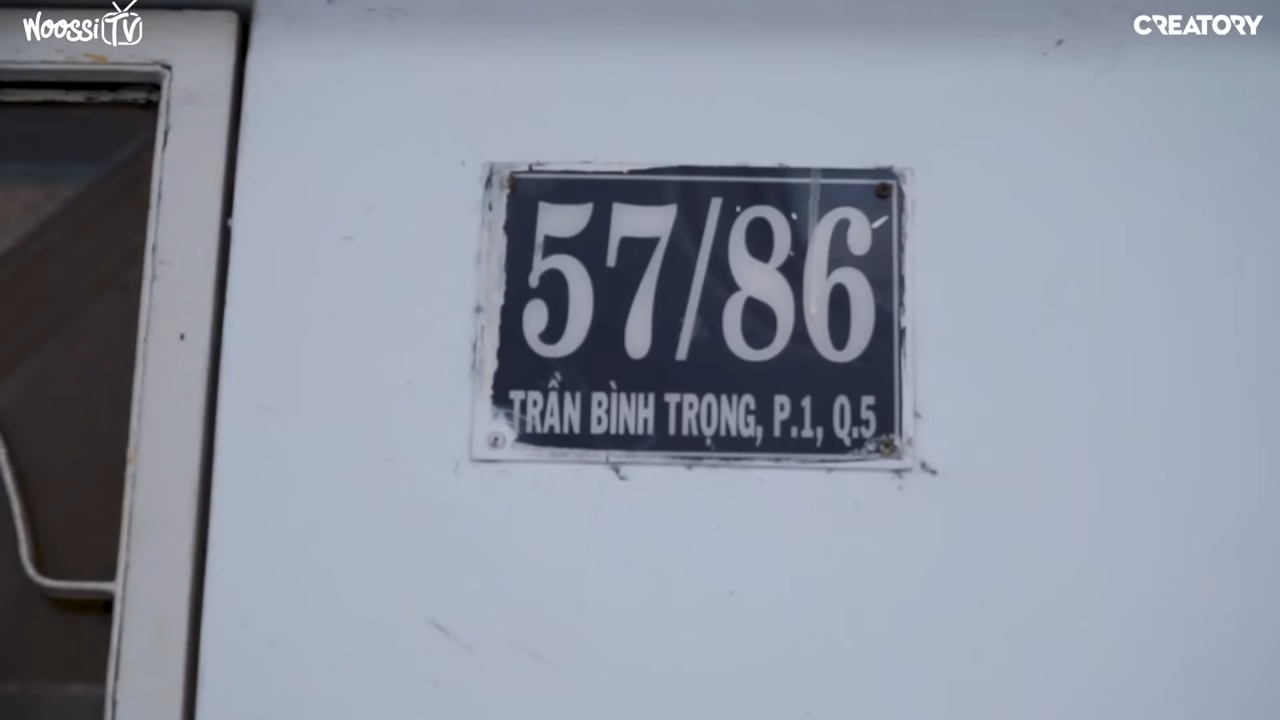 WoossiTV
CREATORY
57/86
TRẦN BÌNH TRỌNG, P.1, Q.5